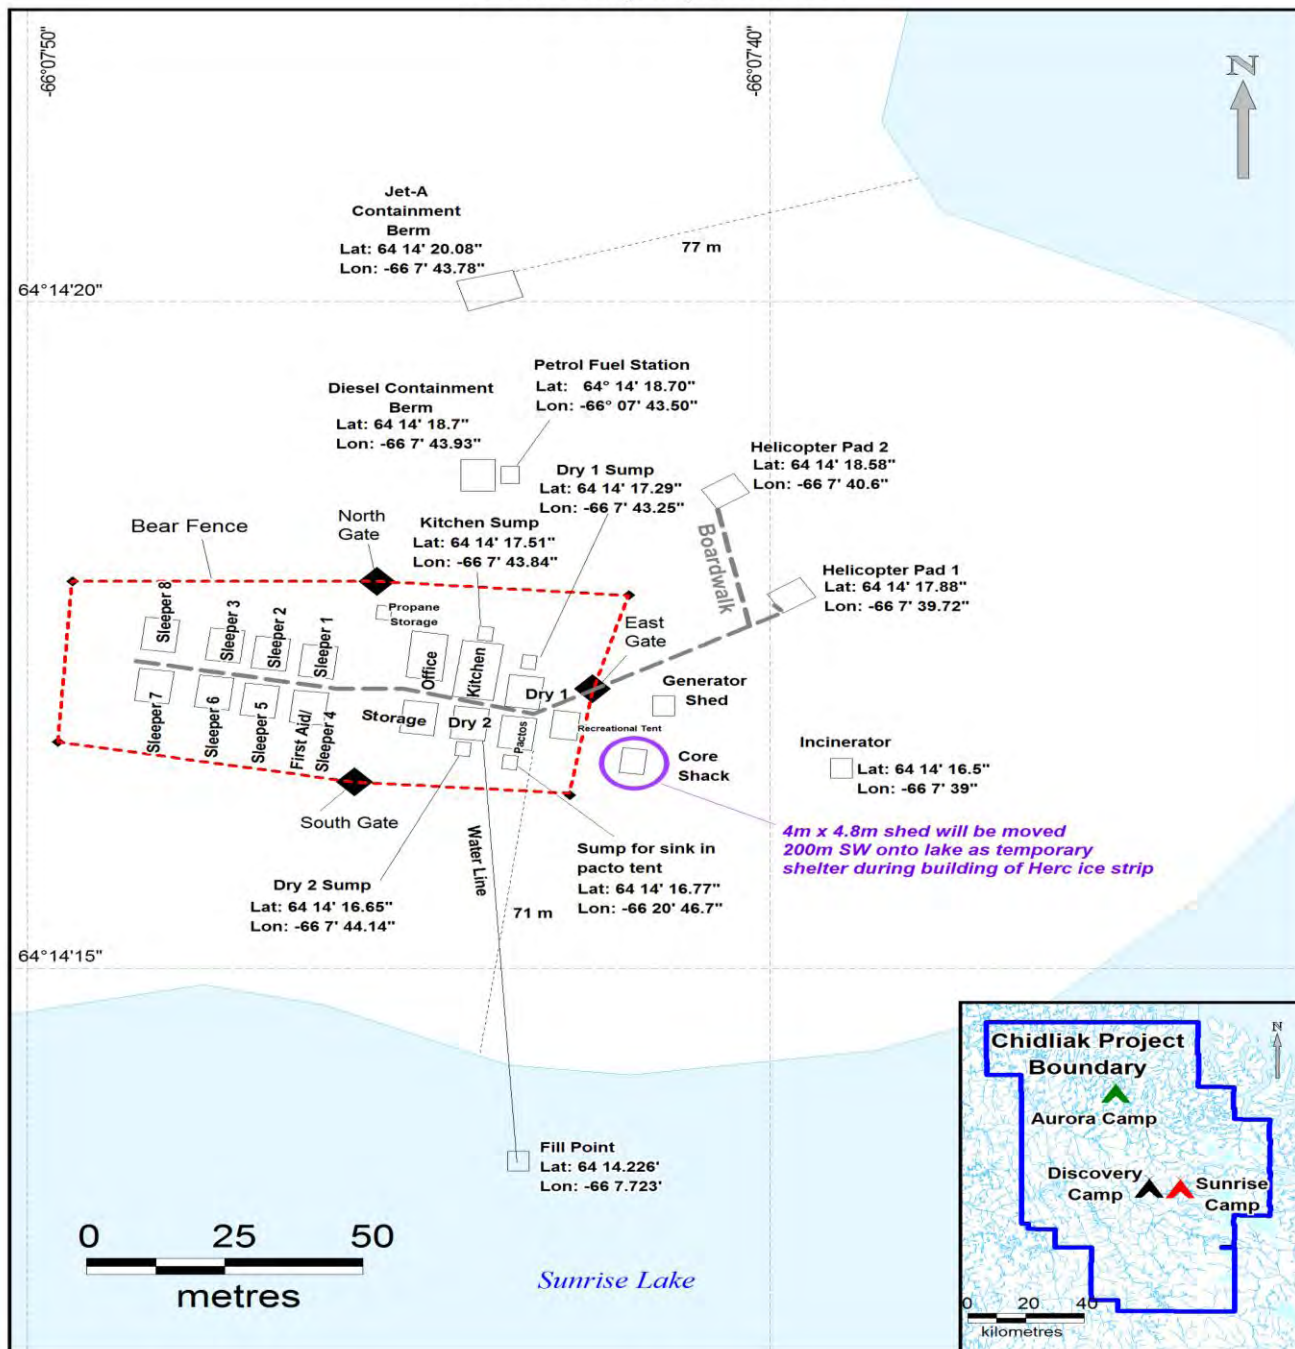 -66°07'50"
-66°07'40"
N
Jet-A
Containment
Berm
Lat: 64 14' 20.08"
Lon: -66 7' 43.78"
77 m
64°14'20"
Petrol Fuel Station
Lat: 64° 14' 18.70"
Lon: -66° 07' 43.50"
Diesel Containment
Berm
Lat: 64 14' 18.7"
Lon: -66 7' 43.93"
Helicopter Pad 2
Lat: 64 14' 18.58"
Lon: -66 7' 40.6"
Dry 1 Sump
Lat: 64 14' 17.29"
Lon: -66 7' 43.25"
North
Gate
Kitchen Sump
Lat: 64 14' 17.51"
Lon: -66 7' 43.84"
Bear Fence
Boardwalk
Helicopter Pad 1
Lat: 64 14' 17.88"
Lon: -66 7' 39.72"
Propane
Storage
East
Gate
Sleeper 8
Sleeper 3
Sleeper 2
Sleeper 1
Office
Kitchen
Dry 1
Generator
Shed
Sleeper 7
Sleeper 6
Sleeper 5
First Aid/
Sleeper 4
Storage
Dry 2
Pactos
Recreational Tent
Core
Shack
Incinerator
Lat: 64 14' 16.5"
Lon: -66 7' 39"
South Gate
4m x 4.8m shed will be moved
200m SW onto lake as temporary
shelter during building of Herc ice strip
Water Line
Sump for sink in
pacto tent
Lat: 64 14' 16.77"
Lon: -66 20' 46.7"
Dry 2 Sump
Lat: 64 14' 16.65"
Lon: -66 7' 44.14"
71 m
64°14'15"
Fill Point
Lat: 64 14.226'
Lon: -66 7.723'
0 25 50
metres
Sunrise Lake
N
Chidliak Project
Boundary
Aurora Camp
Discovery
Camp
Sunrise
Camp
0 20 40
kilometres